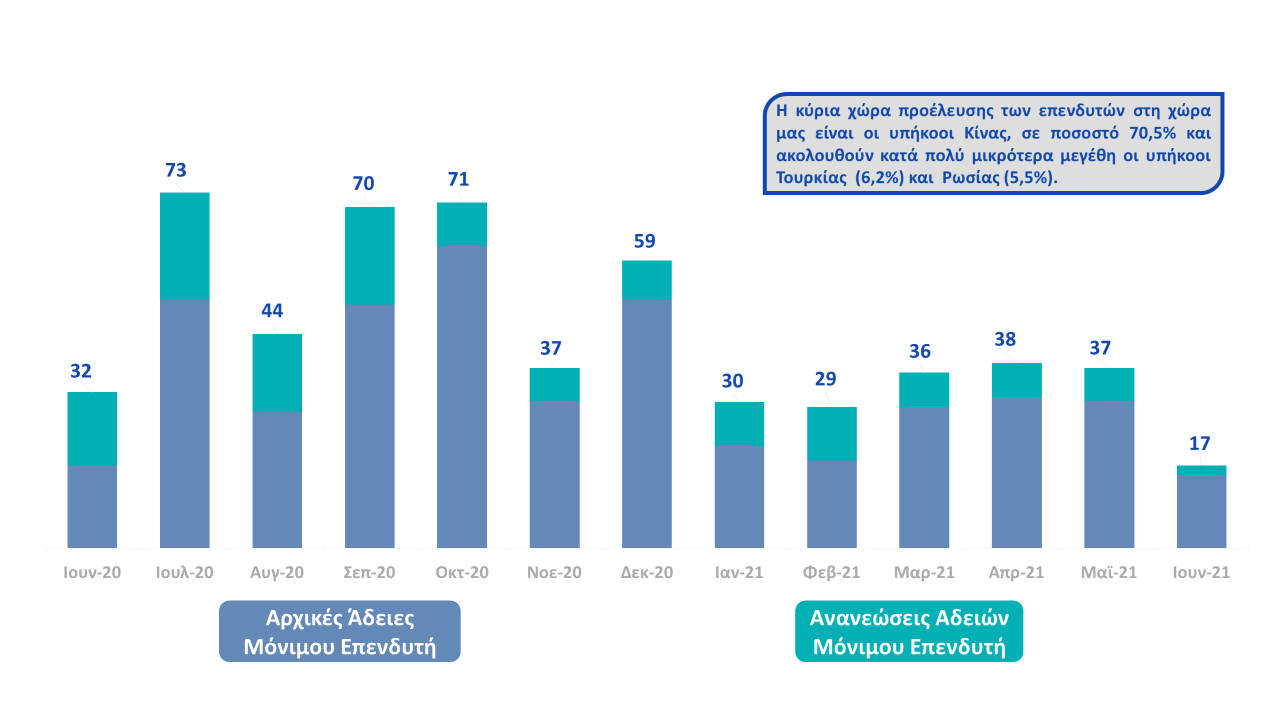 Η κύρια χώρα προέλευσης των επενδυτών στη χώρα
μας είναι οι υπήκοοι Κίνας, σε ποσοστό 70,5% και
ακολουθούν κατά πολύ μικρότερα μεγέθη οι υπήκοοι
Τουρκίας (6,2%) και Ρωσίας (5,5%).
32
73
44
70
71
37
59
30
29
36
38
37
17
Ιουν-20
Ιουλ-20
Αυγ-20
Σεπ-20
Οκτ-20
Νοε-20
Δεκ-20
Ιαν-21
Φεβ-21
Μαρ-21
Απρ-21
Μαϊ-21
Ιουν-21
Αρχικές Άδειες
Μόνιμου Επενδυτή
Ανανεώσεις Αδειών
Μόνιμου Επενδυτή